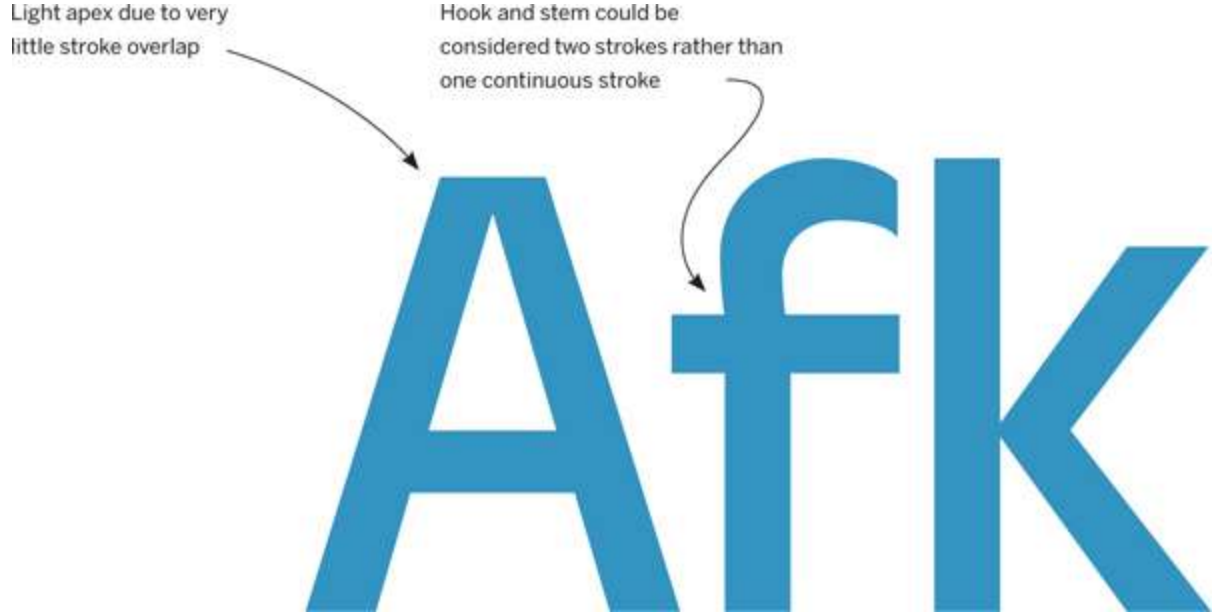 Light apex due to very
little stroke overlap
Hook and stem could be
considered two strokes rather than
one continuous stroke
Afk